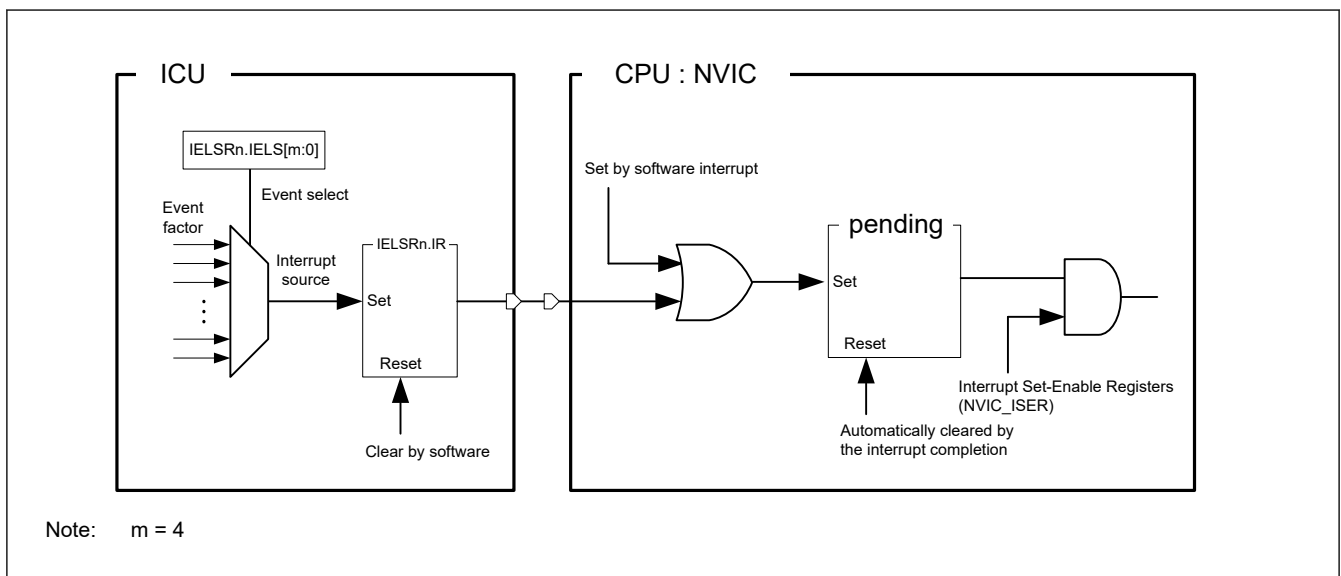 ICU
CPU : NVIC
IELSRn.IELS[m:0]
Event select
Event
factor
Interrupt
source
IELSRn.IR
Set
Reset
Clear by software
Set by software interrupt
pending
Set
Reset
Automatically cleared by
the interrupt completion
Interrupt Set-Enable Registers
(NVIC_ISER)
Note: m = 4